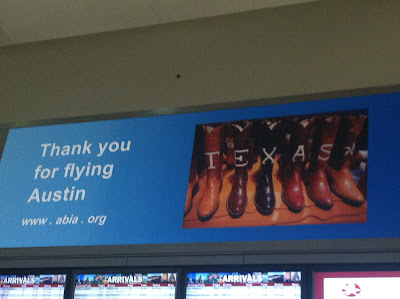 Thank you
for flying
Austin
www . abia . org
TEXAS
ARRIVALS
ARRIVALS
ARRIVALS